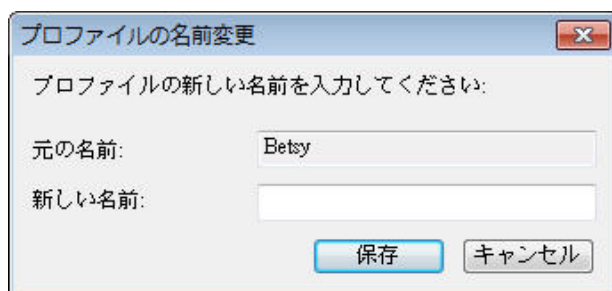 プロファイルの名前変更
プロファイルの新しい名前を入力してください:
元の名前: Betsy
新しい名前:
保存 キャンセル